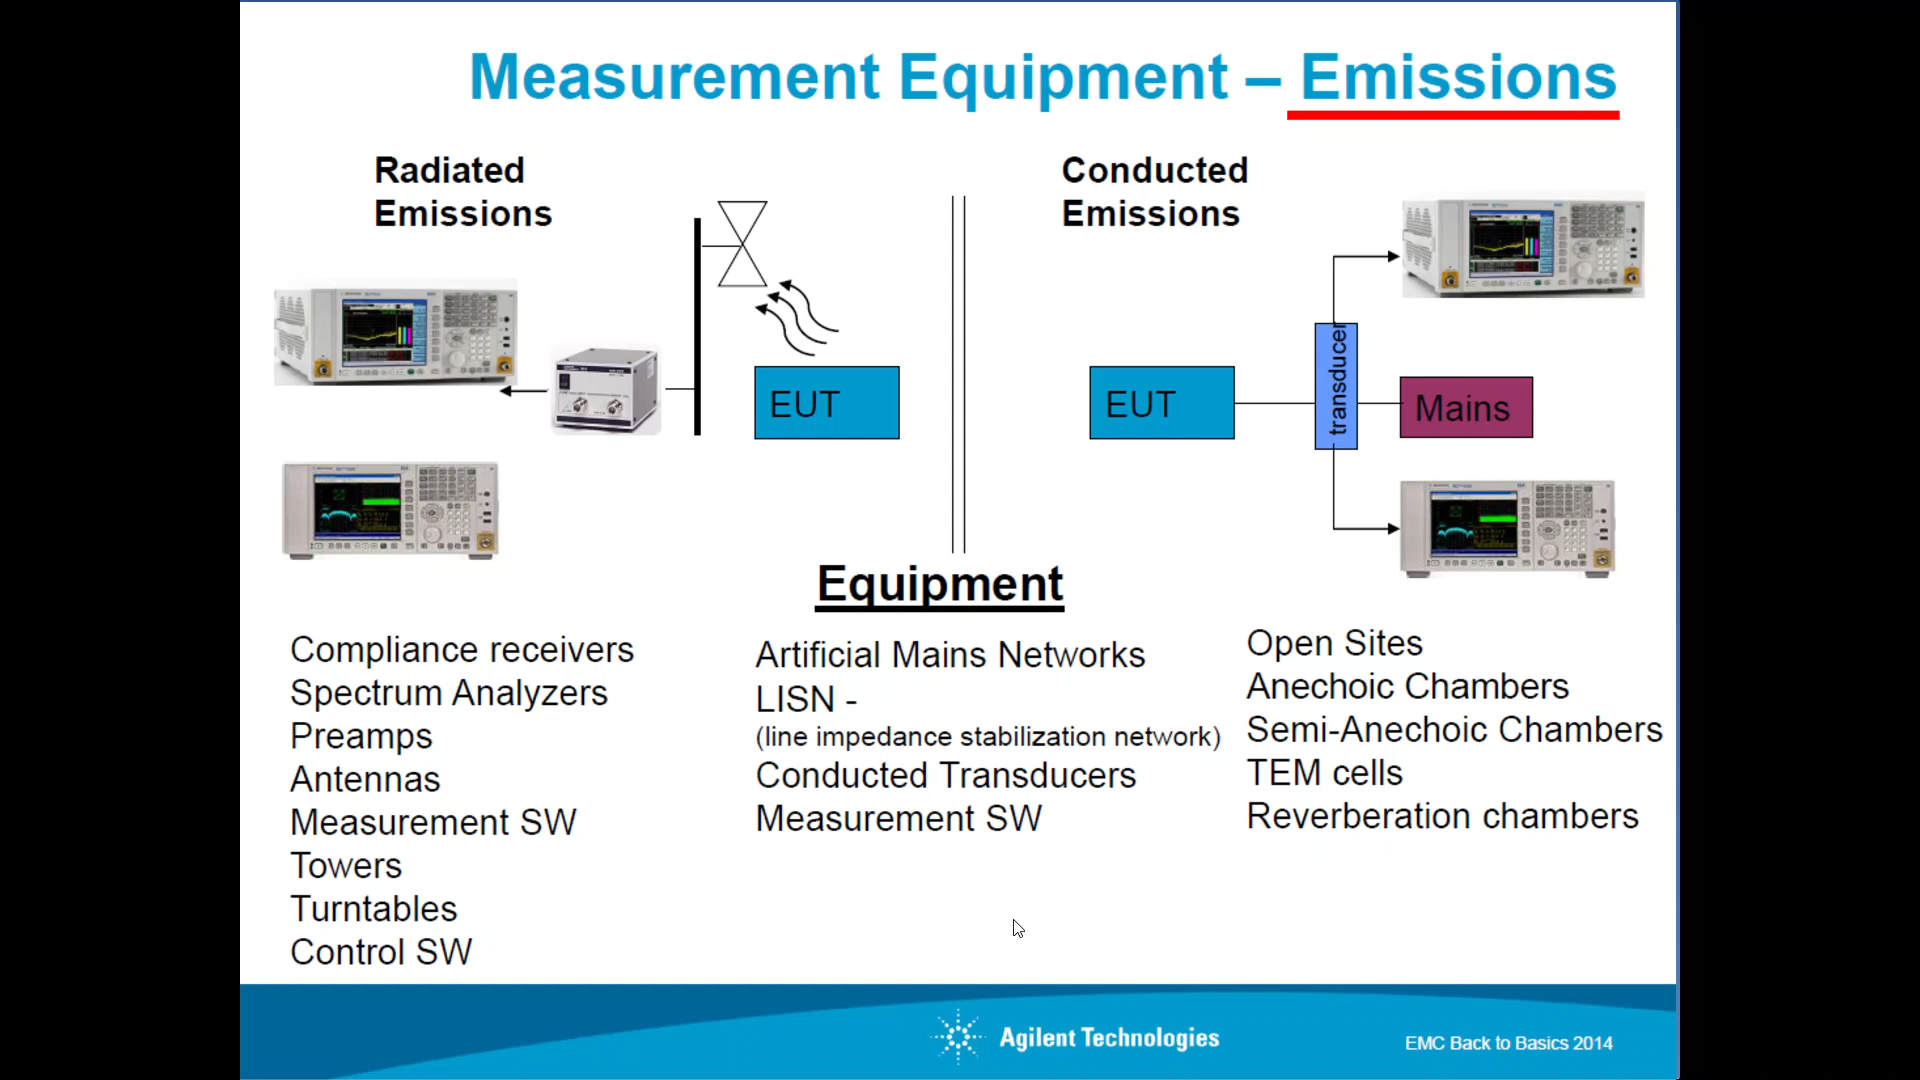 Measurement Equipment – Emissions
Radiated
Emissions
EUT
Conducted
Emissions
EUT
transducer
Mains
Equipment
Compliance receivers
Spectrum Analyzers
Preamps
Antennas
Measurement SW
Towers
Turntables
Control SW
Artificial Mains Networks
LISN -
(line impedance stabilization network)
Conducted Transducers
Measurement SW
Open Sites
Anechoic Chambers
Semi-Anechoic Chambers
TEM cells
Reverberation chambers
Agilent Technologies
EMC Back to Basics 2014